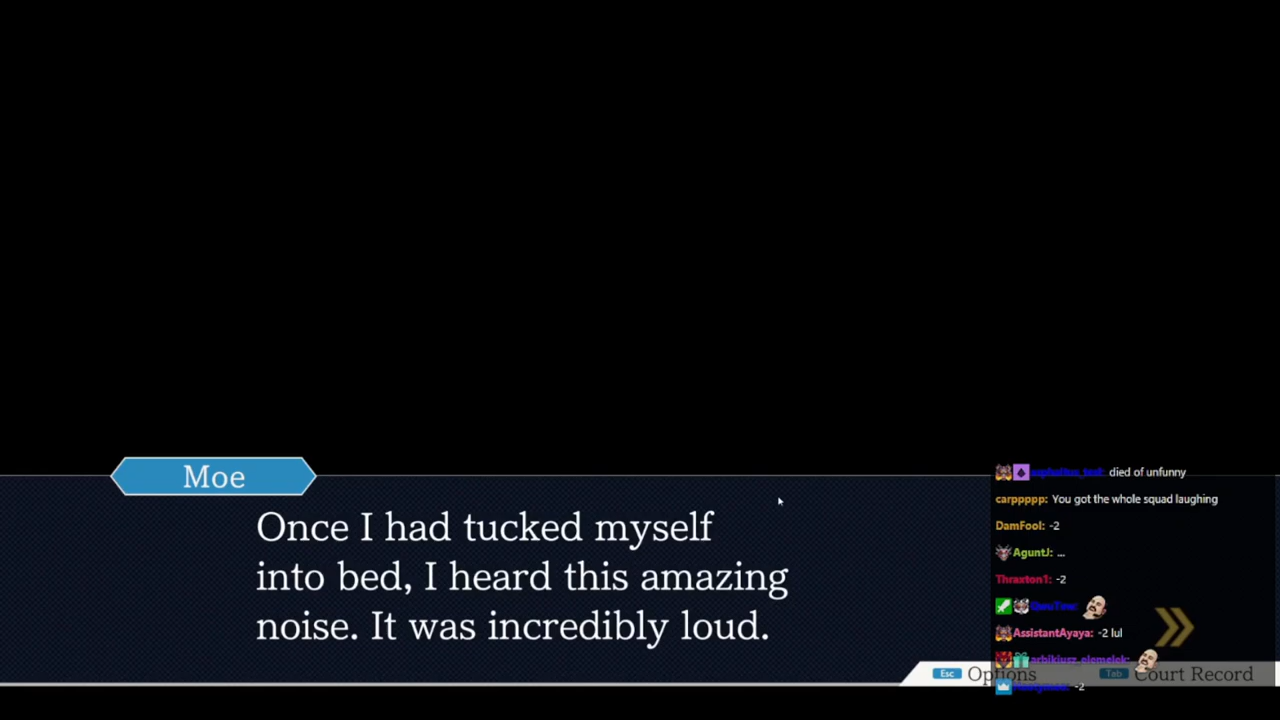 Moe
Once I had tucked myself
into bed, I heard this amazing
noise. It was incredibly loud.
died of unfunny
carppppp: You got the whole squad laughing
DamFool: -2
AguntJ: ...
Thraxton1: -2
AssistantAyaya: -2 lul
-2
Esc Options
Tab Court Record